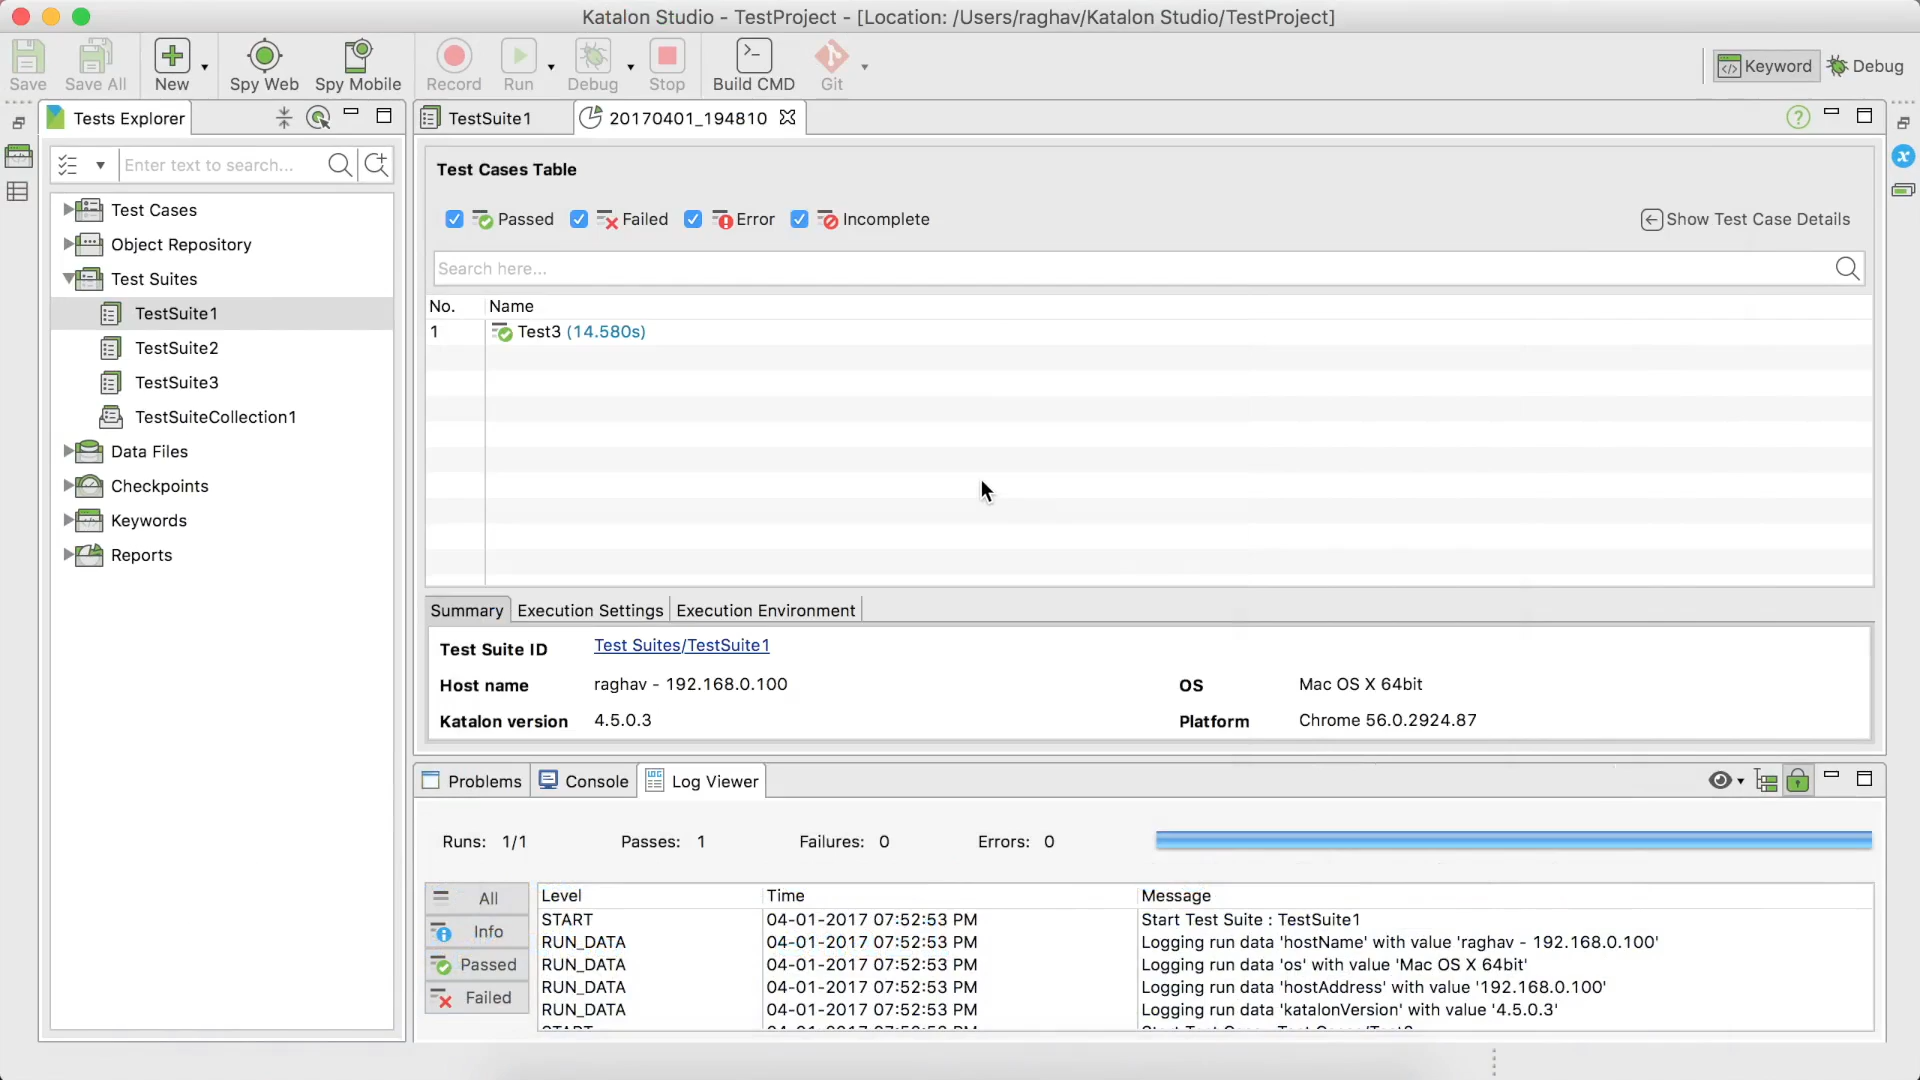 Katalon Studio - TestProject - [Location: /Users/raghav/Katalon Studio/TestProject]
Save Save All New Spy Web Spy Mobile Record Run Debug Stop Build CMD Git Keyword Debug
Tests Explorer
TestSuite1 20170401_194810
Enter text to search...
Test Cases
Object Repository
Test Suites
TestSuite1
TestSuite2
TestSuite3
TestSuiteCollection1
Data Files
Checkpoints
Keywords
Reports
Test Cases Table
Passed Failed Error Incomplete Show Test Case Details
Search here...
No. Name
1 Test3 (14.580s)
Summary Execution Settings Execution Environment
Test Suite ID Test Suites/TestSuite1
Host name raghav - 192.168.0.100 OS Mac OS X 64bit
Katalon version 4.5.0.3 Platform Chrome 56.0.2924.87
Problems Console Log Viewer
Runs: 1/1 Passes: 1 Failures: 0 Errors: 0
All
Info
Passed
Failed
Level Time Message
START 04-01-2017 07:52:53 PM Start Test Suite : TestSuite1
RUN_DATA 04-01-2017 07:52:53 PM Logging run data 'hostName' with value 'raghav - 192.168.0.100'
RUN_DATA 04-01-2017 07:52:53 PM Logging run data 'os' with value 'Mac OS X 64bit'
RUN_DATA 04-01-2017 07:52:53 PM Logging run data 'hostAddress' with value '192.168.0.100'
RUN_DATA 04-01-2017 07:52:53 PM Logging run data 'katalonVersion' with value '4.5.0.3'